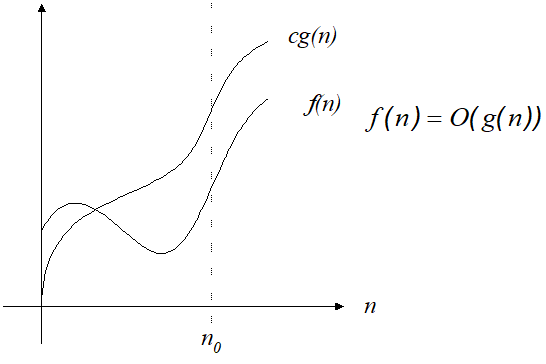 cg(n)
f(n)
f(n) = O(g(n))
n
n₀